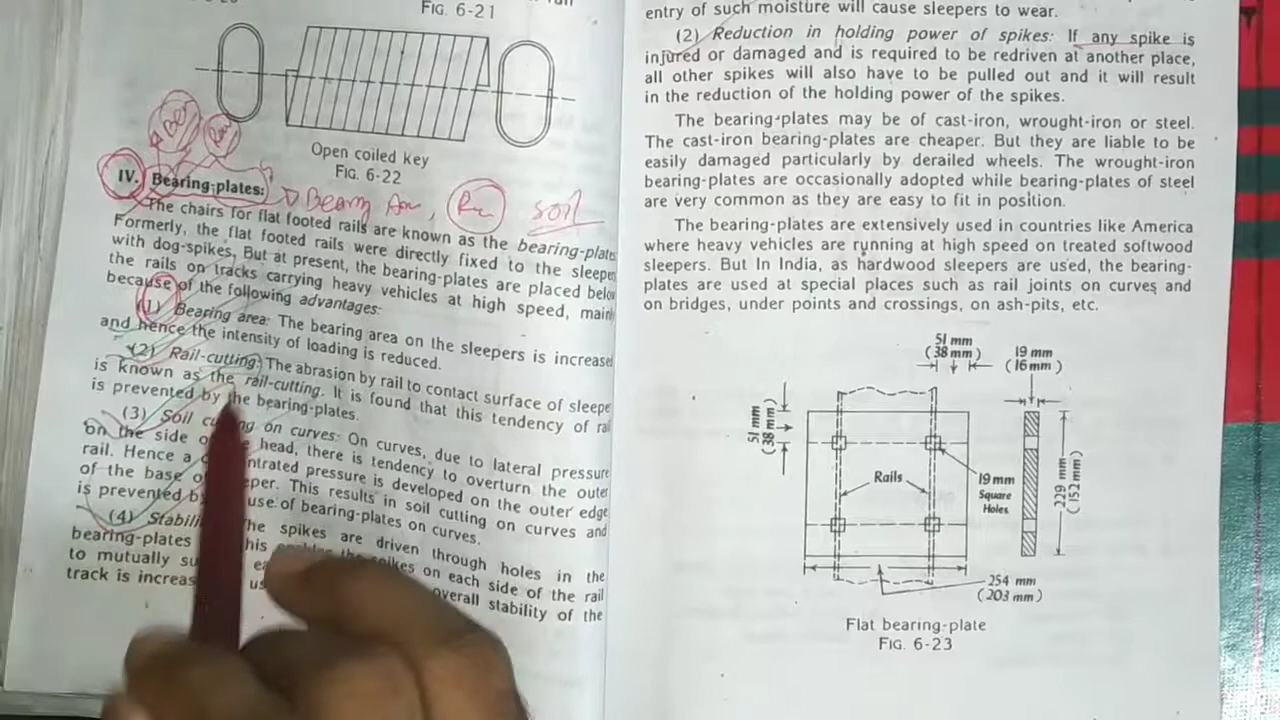 FIG. 6-21
Open coiled key
FIG. 6-22
IV. Bearing-plates:
Bearing
soil
The chairs for flat footed rails are known as the bearing-plat
Formerly, the flat footed rails were directly fixed to the sleepe
with dog-spikes. But at present, the bearing-plates are placed belo
the rails on tracks carrying heavy vehicles at high speed, main
because of the following advantages:
(1) Bearing area: The bearing area on the sleepers is increase
and hence the intensity of loading is reduced.
(2) Rail-cutting: The abrasion by rail to contact surface of sleepe
is known as the rail-cutting. It is found that this tendency of ra
is prevented by the bearing-plates.
(3) Soil cu ng on curves: On curves, due to lateral pressure
on the side o e head, there is tendency to overturn the outer
rail. Hence a ntrated pressure is developed on the outer edge
of the base o eper. This results in soil cutting on curves and
is prevented b use of bearing-plates on curves.
(4) Stabili he spikes are driven through holes in the
bearing-plates his enables the spikes on each side of the rail
to mutually su ea overall stability of the
track is increas us
entry of such moisture will cause sleepers to wear.
(2) Reduction in holding power of spikes: If any spike is
injured or damaged and is required to be redriven at another place,
all other spikes will also have to be pulled out and it will result
in the reduction of the holding power of the spikes.
The bearing-plates may be of cast-iron, wrought-iron or steel.
The cast-iron bearing-plates are cheaper. But they are liable to be
easily damaged particularly by derailed wheels. The wrought-iron
bearing-plates are occasionally adopted while bearing-plates of steel
are very common as they are easy to fit in position.
The bearing-plates are extensively used in countries like America
where heavy vehicles are running at high speed on treated softwood
sleepers. But In India, as hardwood sleepers are used, the bearing-
plates are used at special places such as rail joints on curves and
on bridges, under points and crossings, on ash-pits, etc.
51 mm
(38 mm)
19 mm
(16 mm)
51 mm
(38 mm)
Rails
19 mm
Square
Holes
229 mm
(152 mm)
254 mm
(203 mm)
Flat bearing-plate
FIG. 6-23